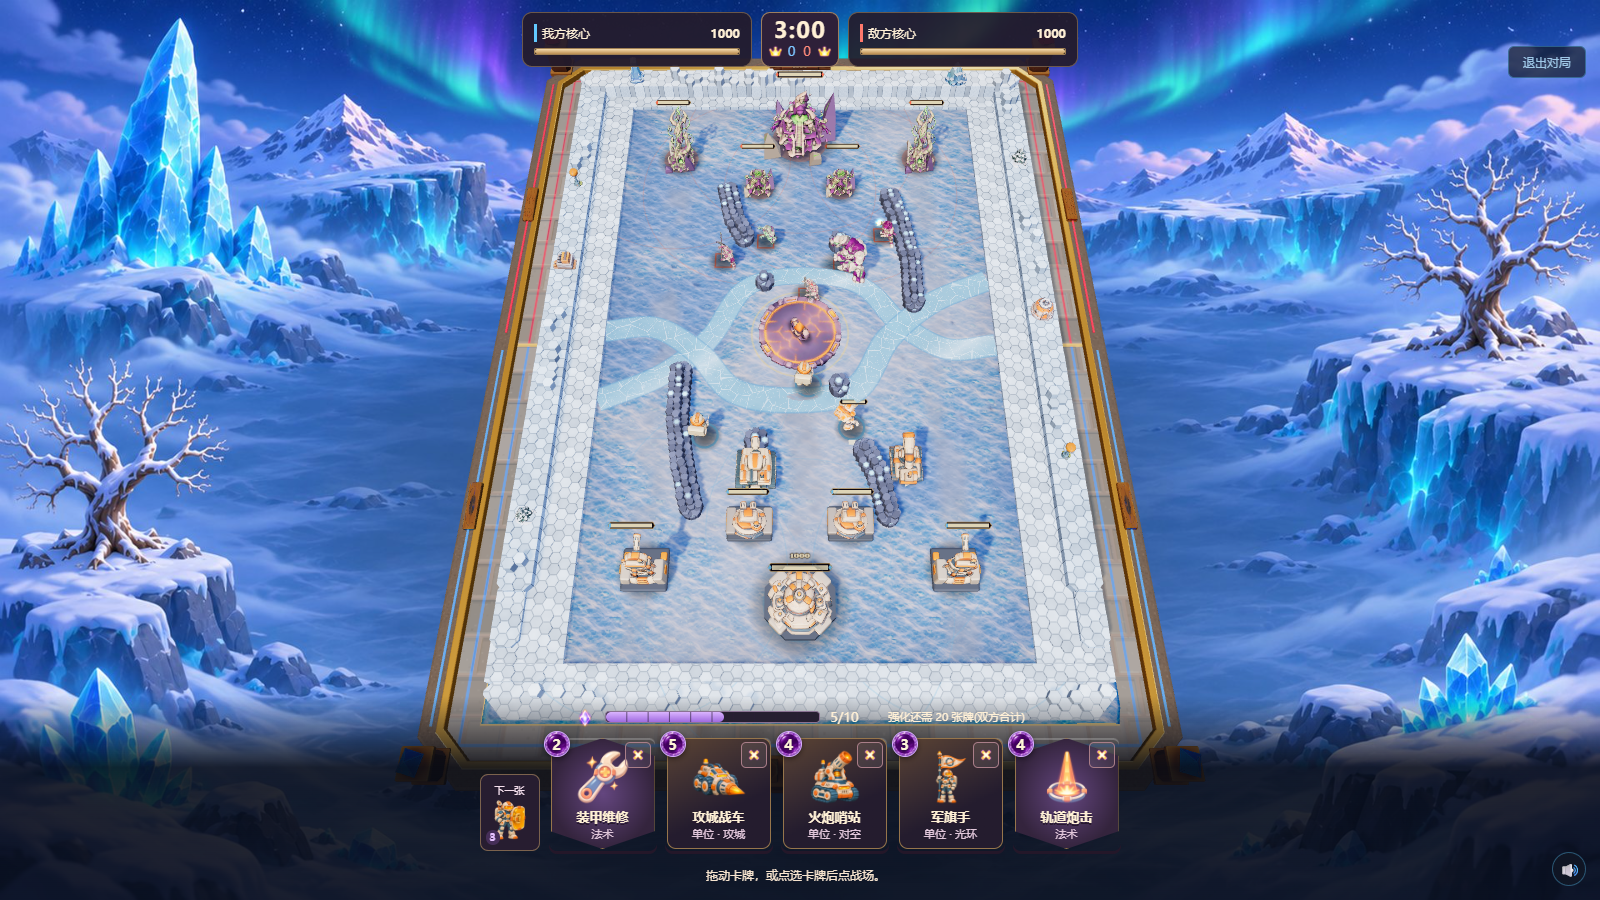 我方核心 1000
3:00
0 0
敌方核心 1000
退出对局
1000
5/10
强化还需 20 张牌(双方合计)
下一张
3
2
装甲维修
法术
5
攻城战车
单位 · 攻城
4
火炮哨站
单位 · 对空
3
军旗手
单位 · 光环
4
轨道炮击
法术
拖动卡牌，或点选卡牌后点战场。